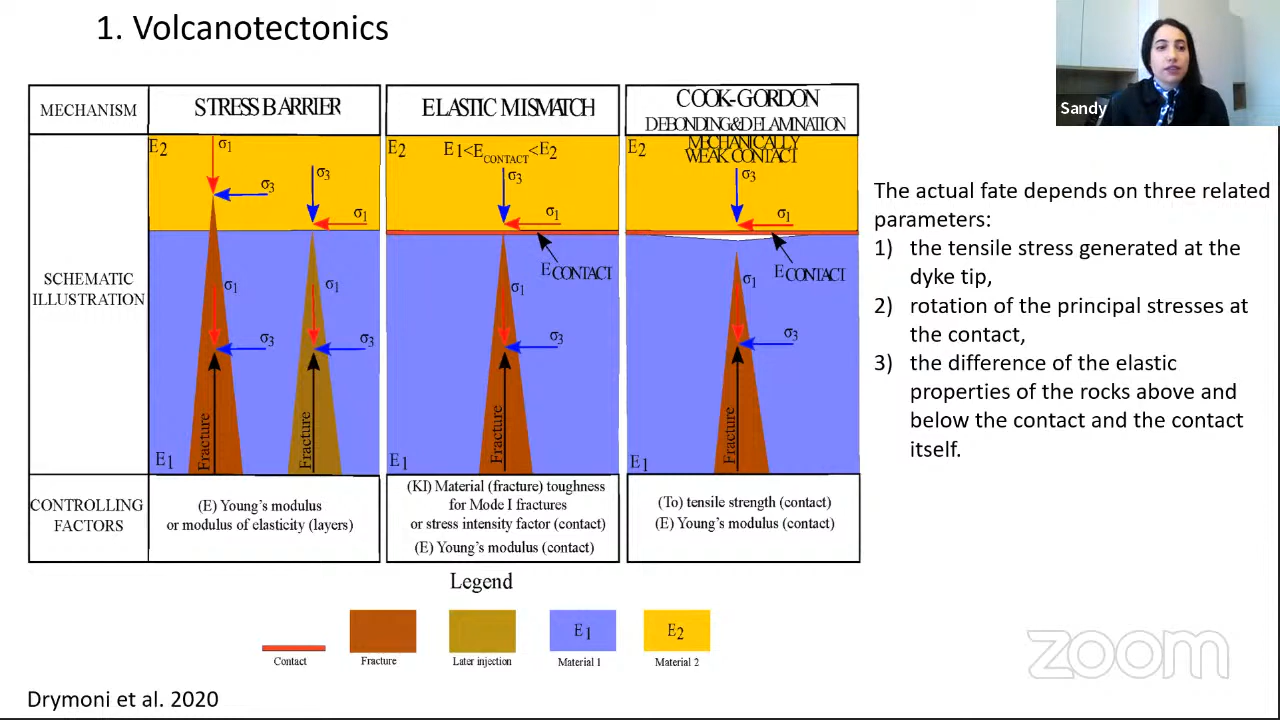 1. Volcanotectonics
Sandy
MECHANISM
STRESS BARRIER
ELASTIC MISMATCH
COOK-GORDON
DEBONDING&DELAMINATION
SCHEMATIC
ILLUSTRATION
E2
σ1
σ3
σ3
σ1
σ1
σ1
σ3
σ3
Fracture
Fracture
E1
E2
E1<ECONTACT<E2
σ3
σ1
E CONTACT
σ1
σ3
Fracture
E1
MECHANICALLY
E2
WEAK CONTACT
σ3
σ1
E CONTACT
σ1
σ3
Fracture
E1
CONTROLLING
FACTORS
(E) Young's modulus
or modulus of elasticity (layers)
(KI) Material (fracture) toughness
for Mode I fractures
or stress intensity factor (contact)
(E) Young's modulus (contact)
(To) tensile strength (contact)
(E) Young's modulus (contact)
The actual fate depends on three related
parameters:
1) the tensile stress generated at the
dyke tip,
2) rotation of the principal stresses at
the contact,
3) the difference of the elastic
properties of the rocks above and
below the contact and the contact
itself.
Legend
E1
E2
Contact
Fracture
Later injection
Material 1
Material 2
zoom
Drymoni et al. 2020